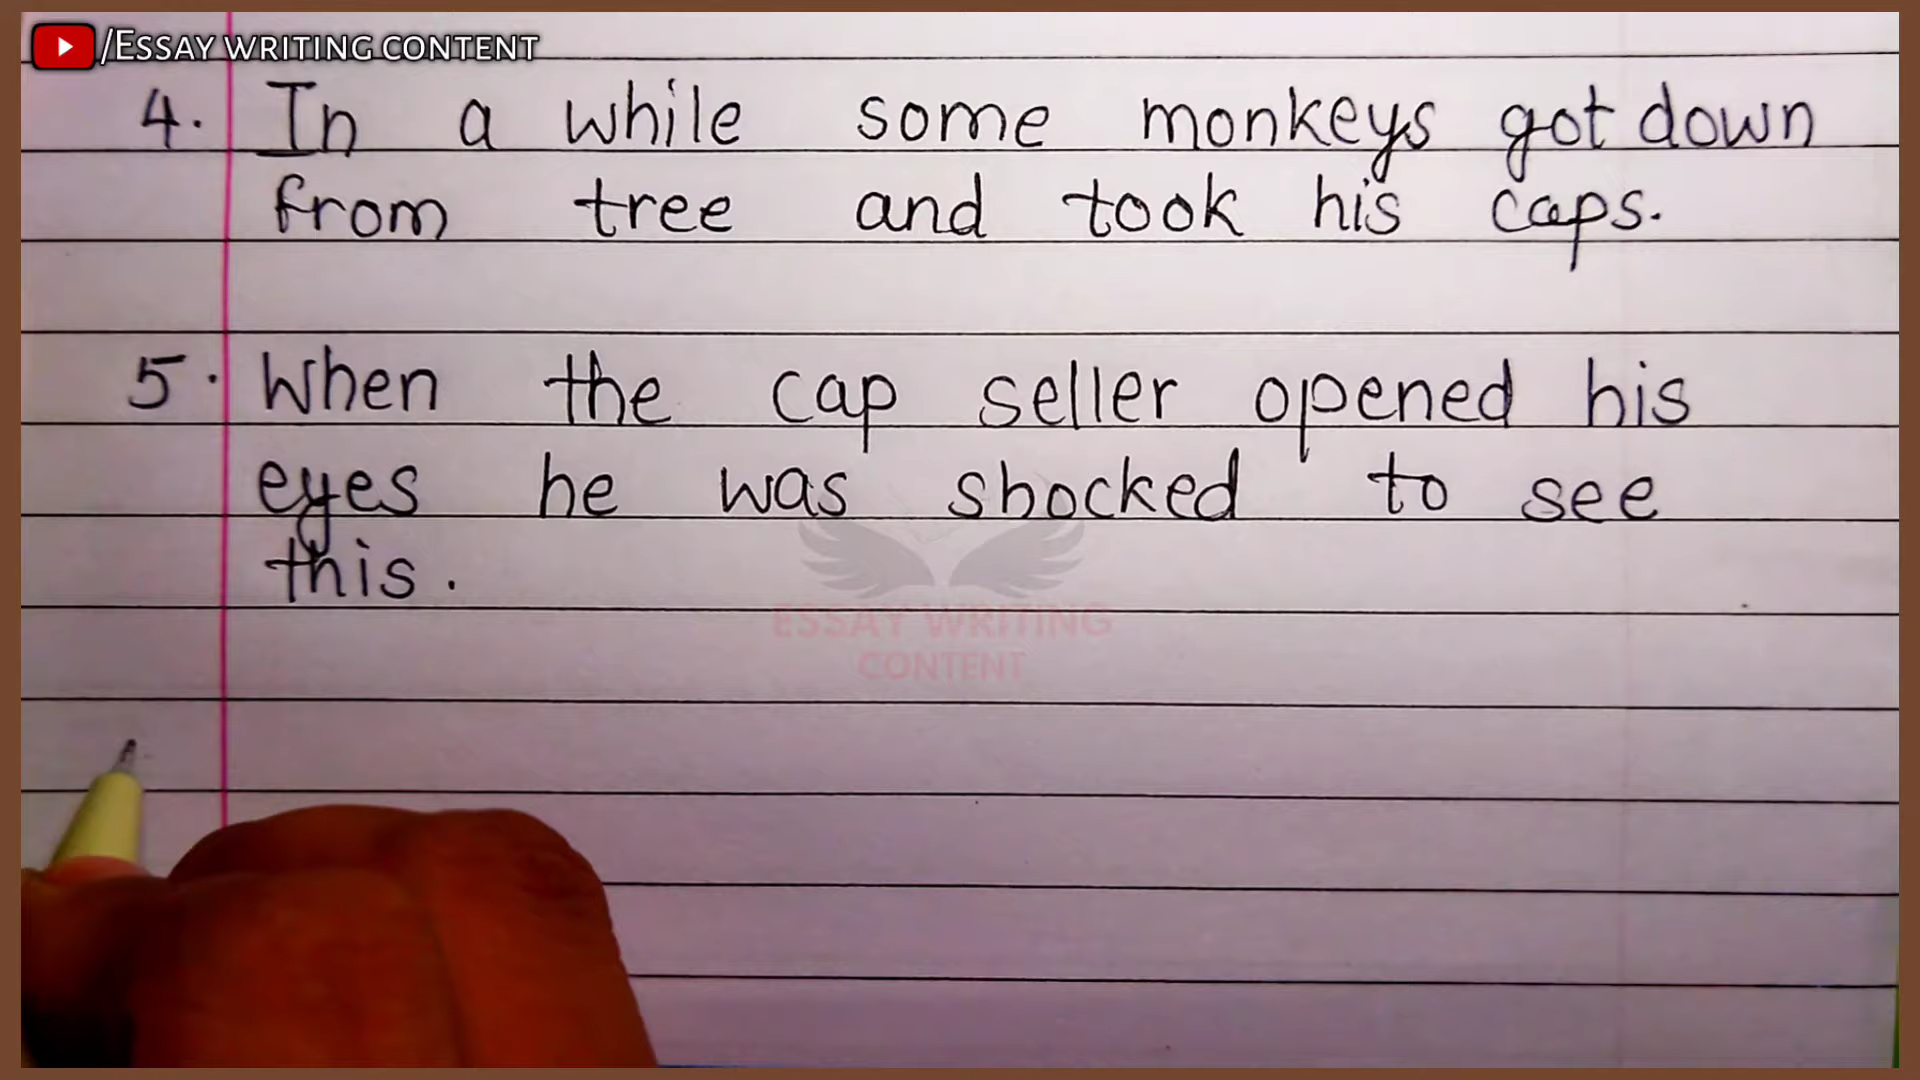 /ESSAY WRITING CONTENT
4. In a while some monkeys got down
from tree and took his caps.
5. When the cap seller opened his
eyes he was shocked to see
this.
ESSAY WRITING
CONTENT